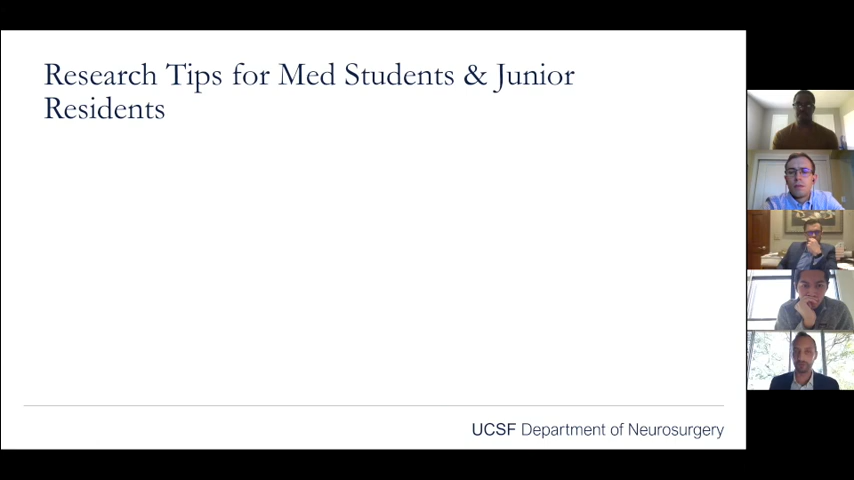 Research Tips for Med Students & Junior
Residents
UCSF Department of Neurosurgery